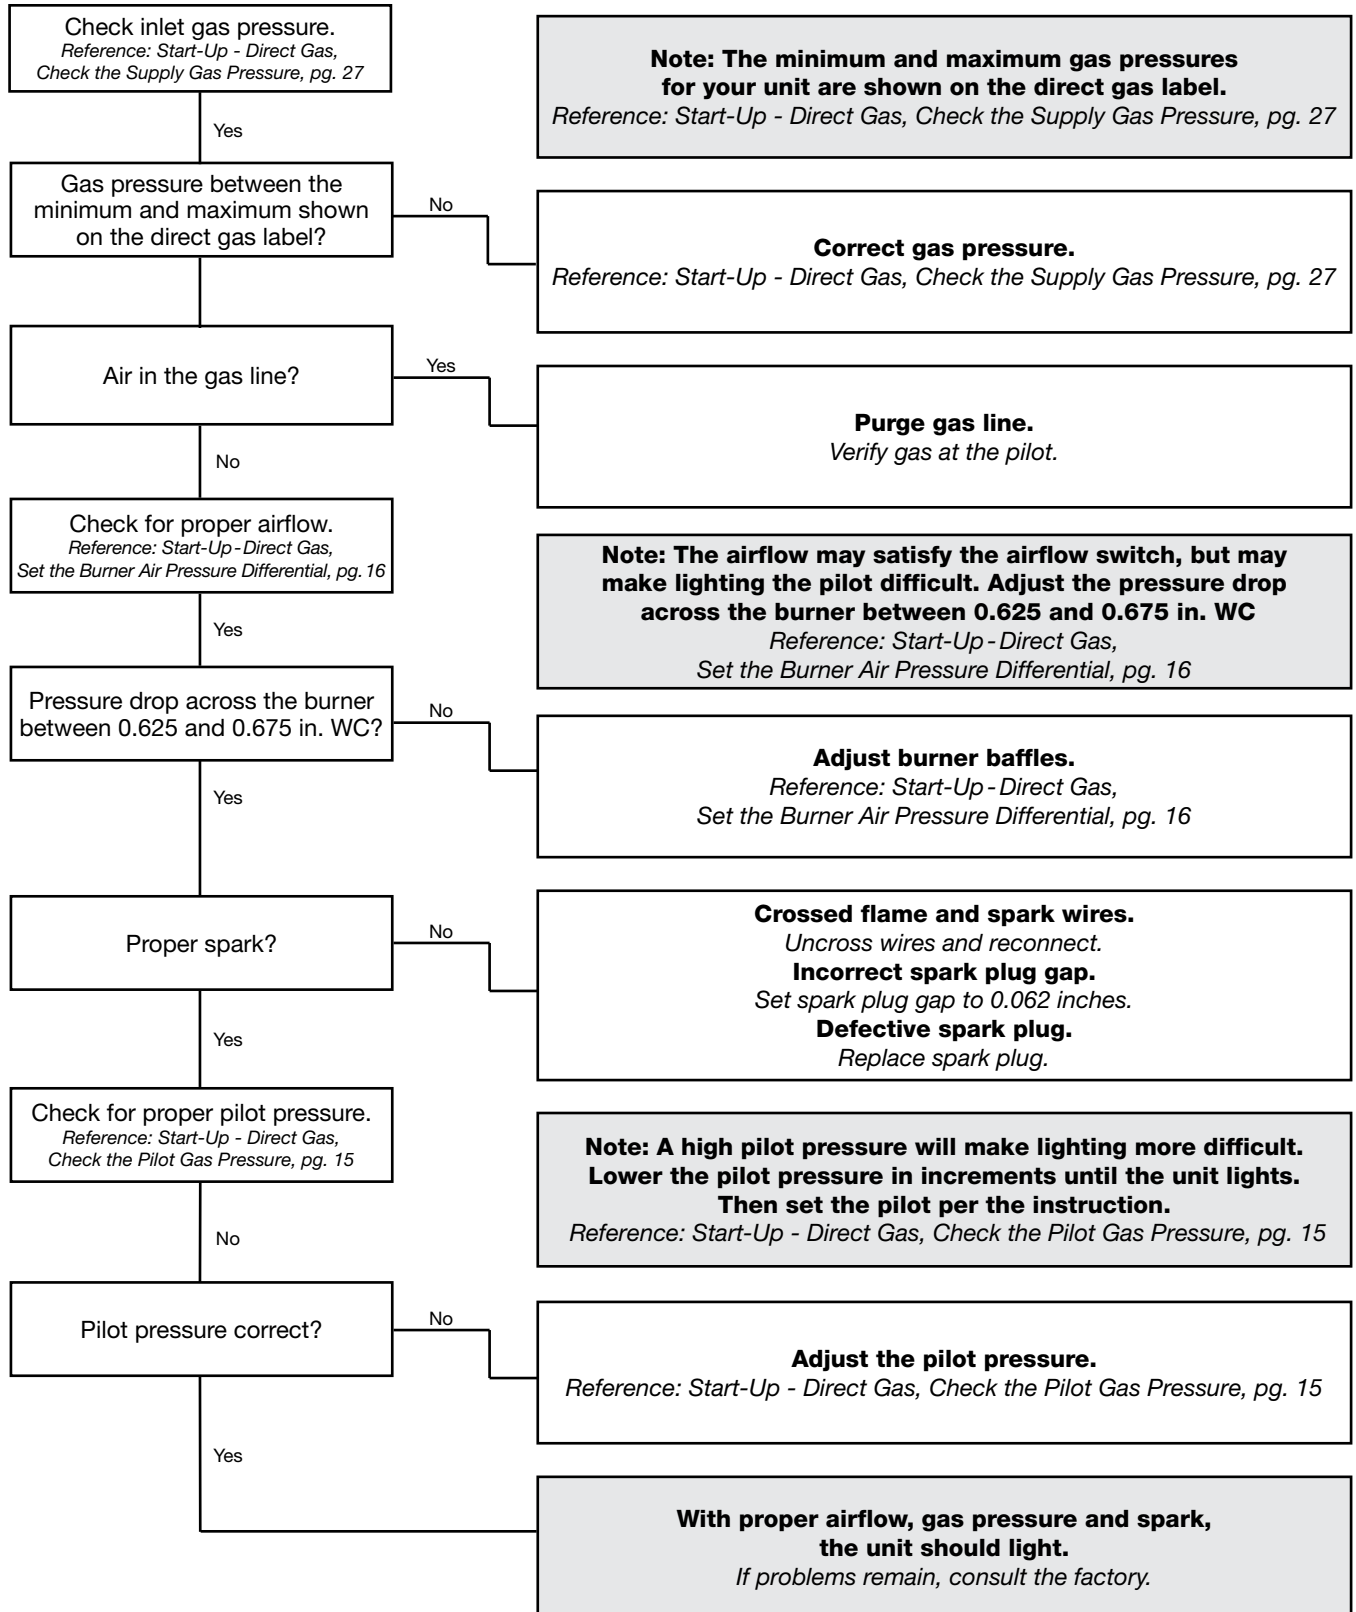 Check inlet gas pressure.
Reference: Start-Up - Direct Gas,
Check the Supply Gas Pressure, pg. 27
Note: The minimum and maximum gas pressures
for your unit are shown on the direct gas label.
Reference: Start-Up - Direct Gas, Check the Supply Gas Pressure, pg. 27
Yes
Gas pressure between the
minimum and maximum shown
on the direct gas label?
No
Correct gas pressure.
Reference: Start-Up - Direct Gas, Check the Supply Gas Pressure, pg. 27
Air in the gas line?
Yes
Purge gas line.
Verify gas at the pilot.
No
Check for proper airflow.
Reference: Start-Up - Direct Gas,
Set the Burner Air Pressure Differential, pg. 16
Note: The airflow may satisfy the airflow switch, but may
make lighting the pilot difficult. Adjust the pressure drop
across the burner between 0.625 and 0.675 in. WC
Reference: Start-Up - Direct Gas,
Set the Burner Air Pressure Differential, pg. 16
Yes
Pressure drop across the burner
between 0.625 and 0.675 in. WC?
No
Adjust burner baffles.
Reference: Start-Up - Direct Gas,
Set the Burner Air Pressure Differential, pg. 16
Yes
Proper spark?
No
Crossed flame and spark wires.
Uncross wires and reconnect.
Incorrect spark plug gap.
Set spark plug gap to 0.062 inches.
Defective spark plug.
Replace spark plug.
Yes
Check for proper pilot pressure.
Reference: Start-Up - Direct Gas,
Check the Pilot Gas Pressure, pg. 15
Note: A high pilot pressure will make lighting more difficult.
Lower the pilot pressure in increments until the unit lights.
Then set the pilot per the instruction.
Reference: Start-Up - Direct Gas, Check the Pilot Gas Pressure, pg. 15
No
Pilot pressure correct?
No
Adjust the pilot pressure.
Reference: Start-Up - Direct Gas, Check the Pilot Gas Pressure, pg. 15
Yes
With proper airflow, gas pressure and spark,
the unit should light.
If problems remain, consult the factory.